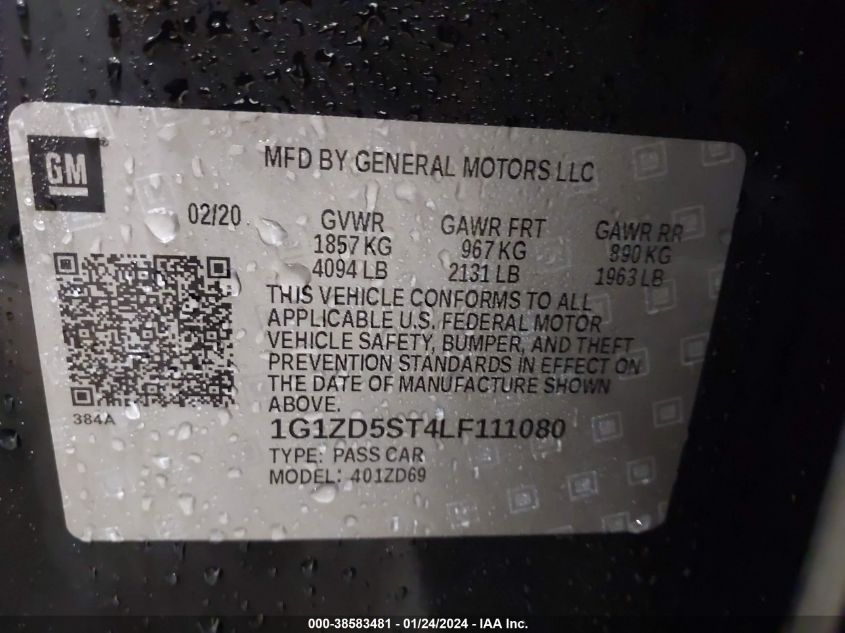 GM
MFD BY GENERAL MOTORS LLC
02/20 GVWR GAWR FRT GAWR RR
1857 KG 967 KG 890 KG
4094 LB 2131 LB 1963 LB
THIS VEHICLE CONFORMS TO ALL
APPLICABLE U.S. FEDERAL MOTOR
VEHICLE SAFETY, BUMPER, AND THEFT
PREVENTION STANDARDS IN EFFECT ON
THE DATE OF MANUFACTURE SHOWN
ABOVE.
384A
1G1ZD5ST4LF111080
TYPE: PASS CAR
MODEL: 401ZD69
000-38583481 - 01/24/2024 - IAA Inc.